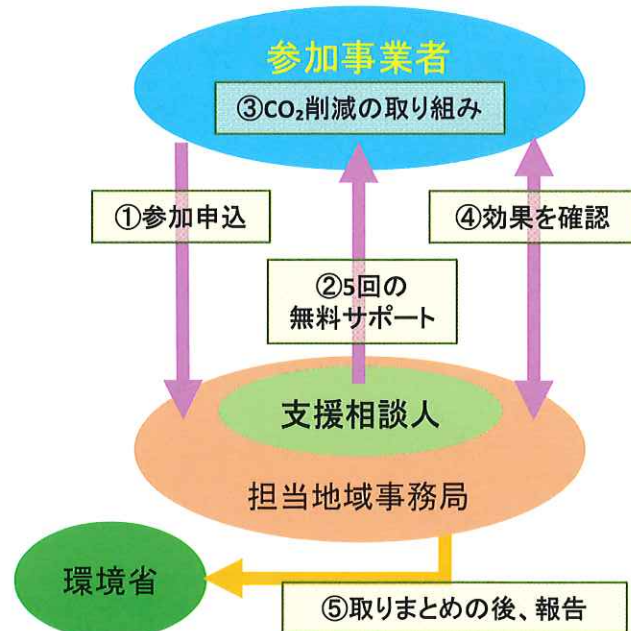 参加事業者
③CO₂削減の取り組み
①参加申込
④効果を確認
②5回の
無料サポート
支援相談人
担当地域事務局
環境省
⑤取りまとめの後、報告